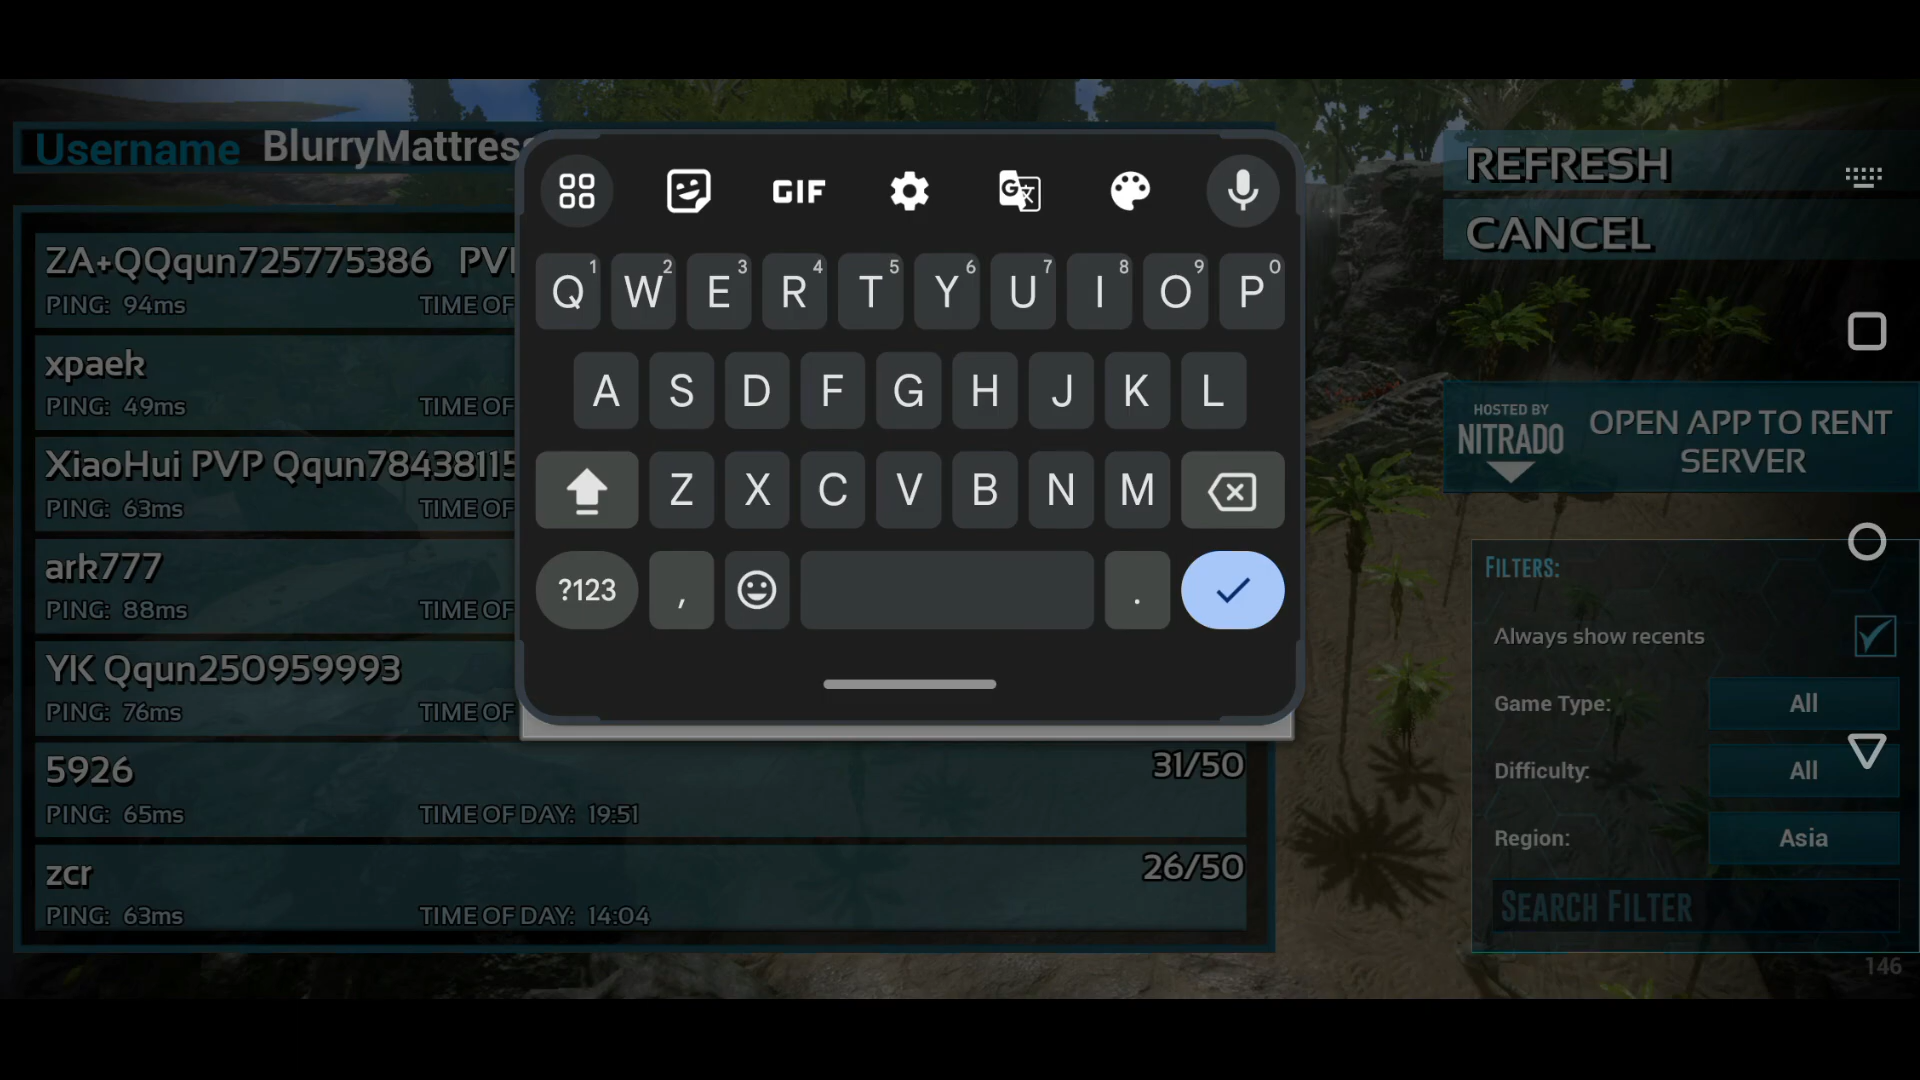 Username BlurryMattress
REFRESH
CANCEL
ZA+QQqun725775386 PVP
PING: 94ms TIME OF
xpaek
PING: 49ms TIME OF
XiaoHui PVP Qqun78438115
PING: 63ms TIME OF
ark777
PING: 88ms TIME OF
YK Qqun250959993
PING: 76ms TIME OF
5926 31/50
PING: 65ms TIME OF DAY: 19:51
zcr 26/50
PING: 63ms TIME OF DAY: 14:04
GIF
G
Q 1 W 2 E 3 R 4 T 5 Y 6 U 7 I 8 O 9 P 0
A S D F G H J K L
Z X C V B N M
?123 , .
HOSTED BY
NITRADO
OPEN APP TO RENT
SERVER
FILTERS:
Always show recents
Game Type: All
Difficulty: All
Region: Asia
SEARCH FILTER
146